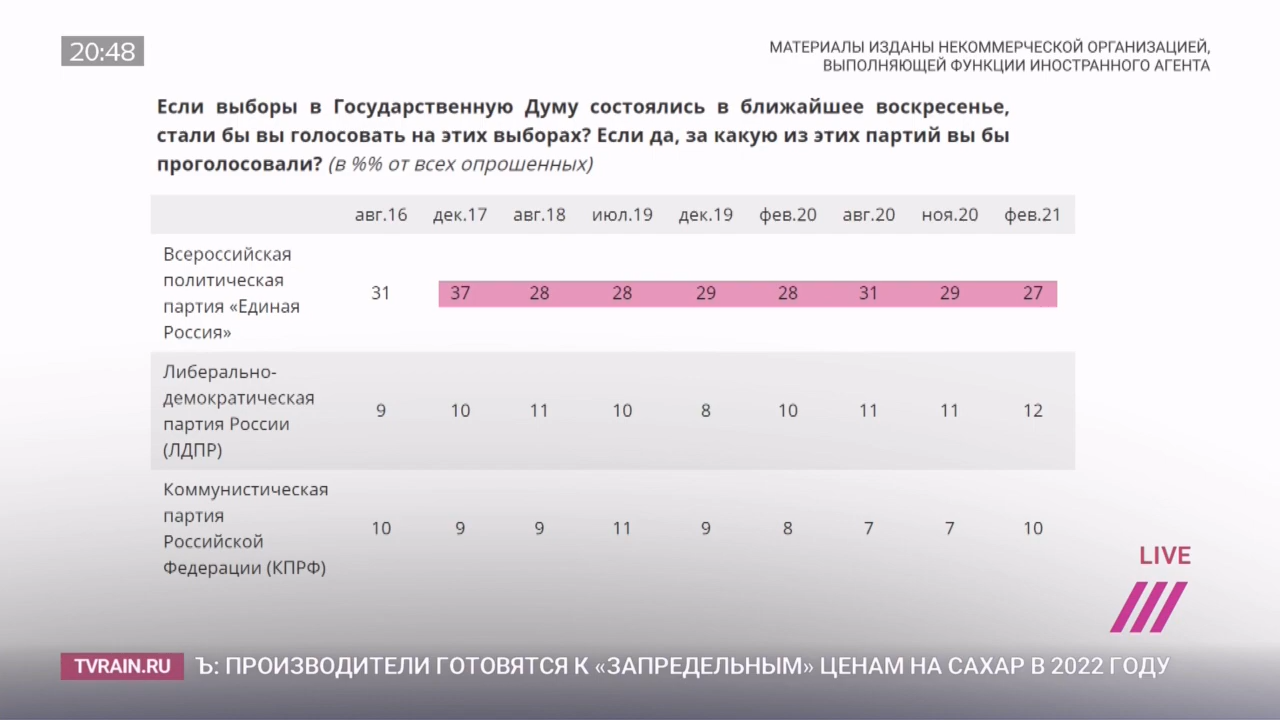 20:48
МАТЕРИАЛЫ ИЗДАНЫ НЕКОММЕРЧЕСКОЙ ОРГАНИЗАЦИЕЙ,
ВЫПОЛНЯЮЩЕЙ ФУНКЦИИ ИНОСТРАННОГО АГЕНТА
Если выборы в Государственную Думу состоялись в ближайшее воскресенье,
стали бы вы голосовать на этих выборах? Если да, за какую из этих партий вы бы
проголосовали? (в %% от всех опрошенных)
авг.16 дек.17 авг.18 июл.19 дек.19 фев.20 авг.20 ноя.20 фев.21
Всероссийская
политическая
партия «Единая
Россия»
31 37 28 28 29 28 31 29 27
Либерально-
демократическая
партия России
(ЛДПР)
9 10 11 10 8 10 11 11 12
Коммунистическая
партия
Российской
Федерации (КПРФ)
10 9 9 11 9 8 7 7 10
LIVE
TVRAIN.RU Ъ: ПРОИЗВОДИТЕЛИ ГОТОВЯТСЯ К «ЗАПРЕДЕЛЬНЫМ» ЦЕНАМ НА САХАР В 2022 ГОДУ